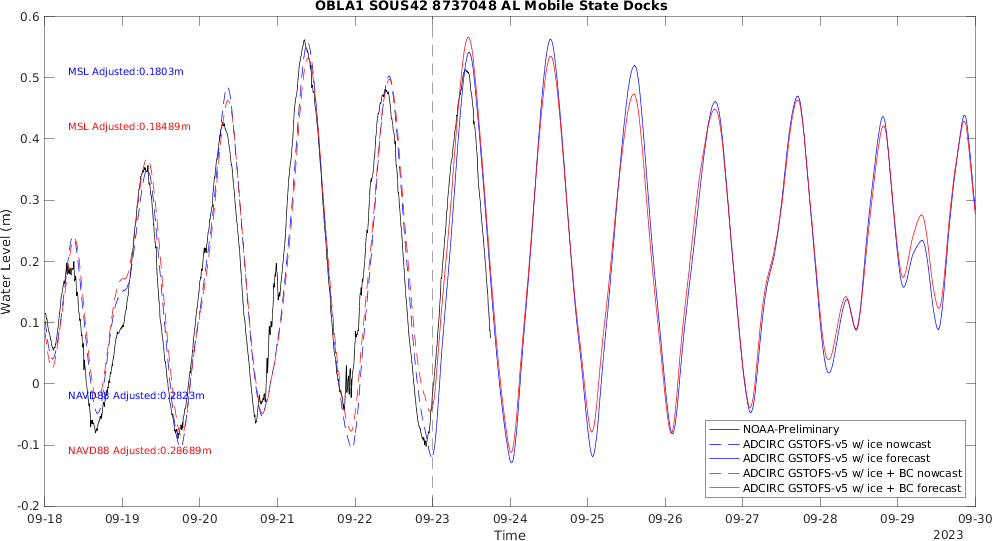 OBLA1 SOUS42 8737048 AL Mobile State Docks
Water Level (m)
0.6
0.5
0.4
0.3
0.2
0.1
0
-0.1
-0.2
MSL Adjusted:0.1803m
MSL Adjusted:0.18489m
NAVD88 Adjusted:0.2823m
NAVD88 Adjusted:0.28689m
NOAA-Preliminary
ADCIRC GSTOFS-v5 w/ ice nowcast
ADCIRC GSTOFS-v5 w/ ice forecast
ADCIRC GSTOFS-v5 w/ ice + BC nowcast
ADCIRC GSTOFS-v5 w/ ice + BC forecast
09-18 09-19 09-20 09-21 09-22 09-23 09-24 09-25 09-26 09-27 09-28 09-29 09-30
Time
2023